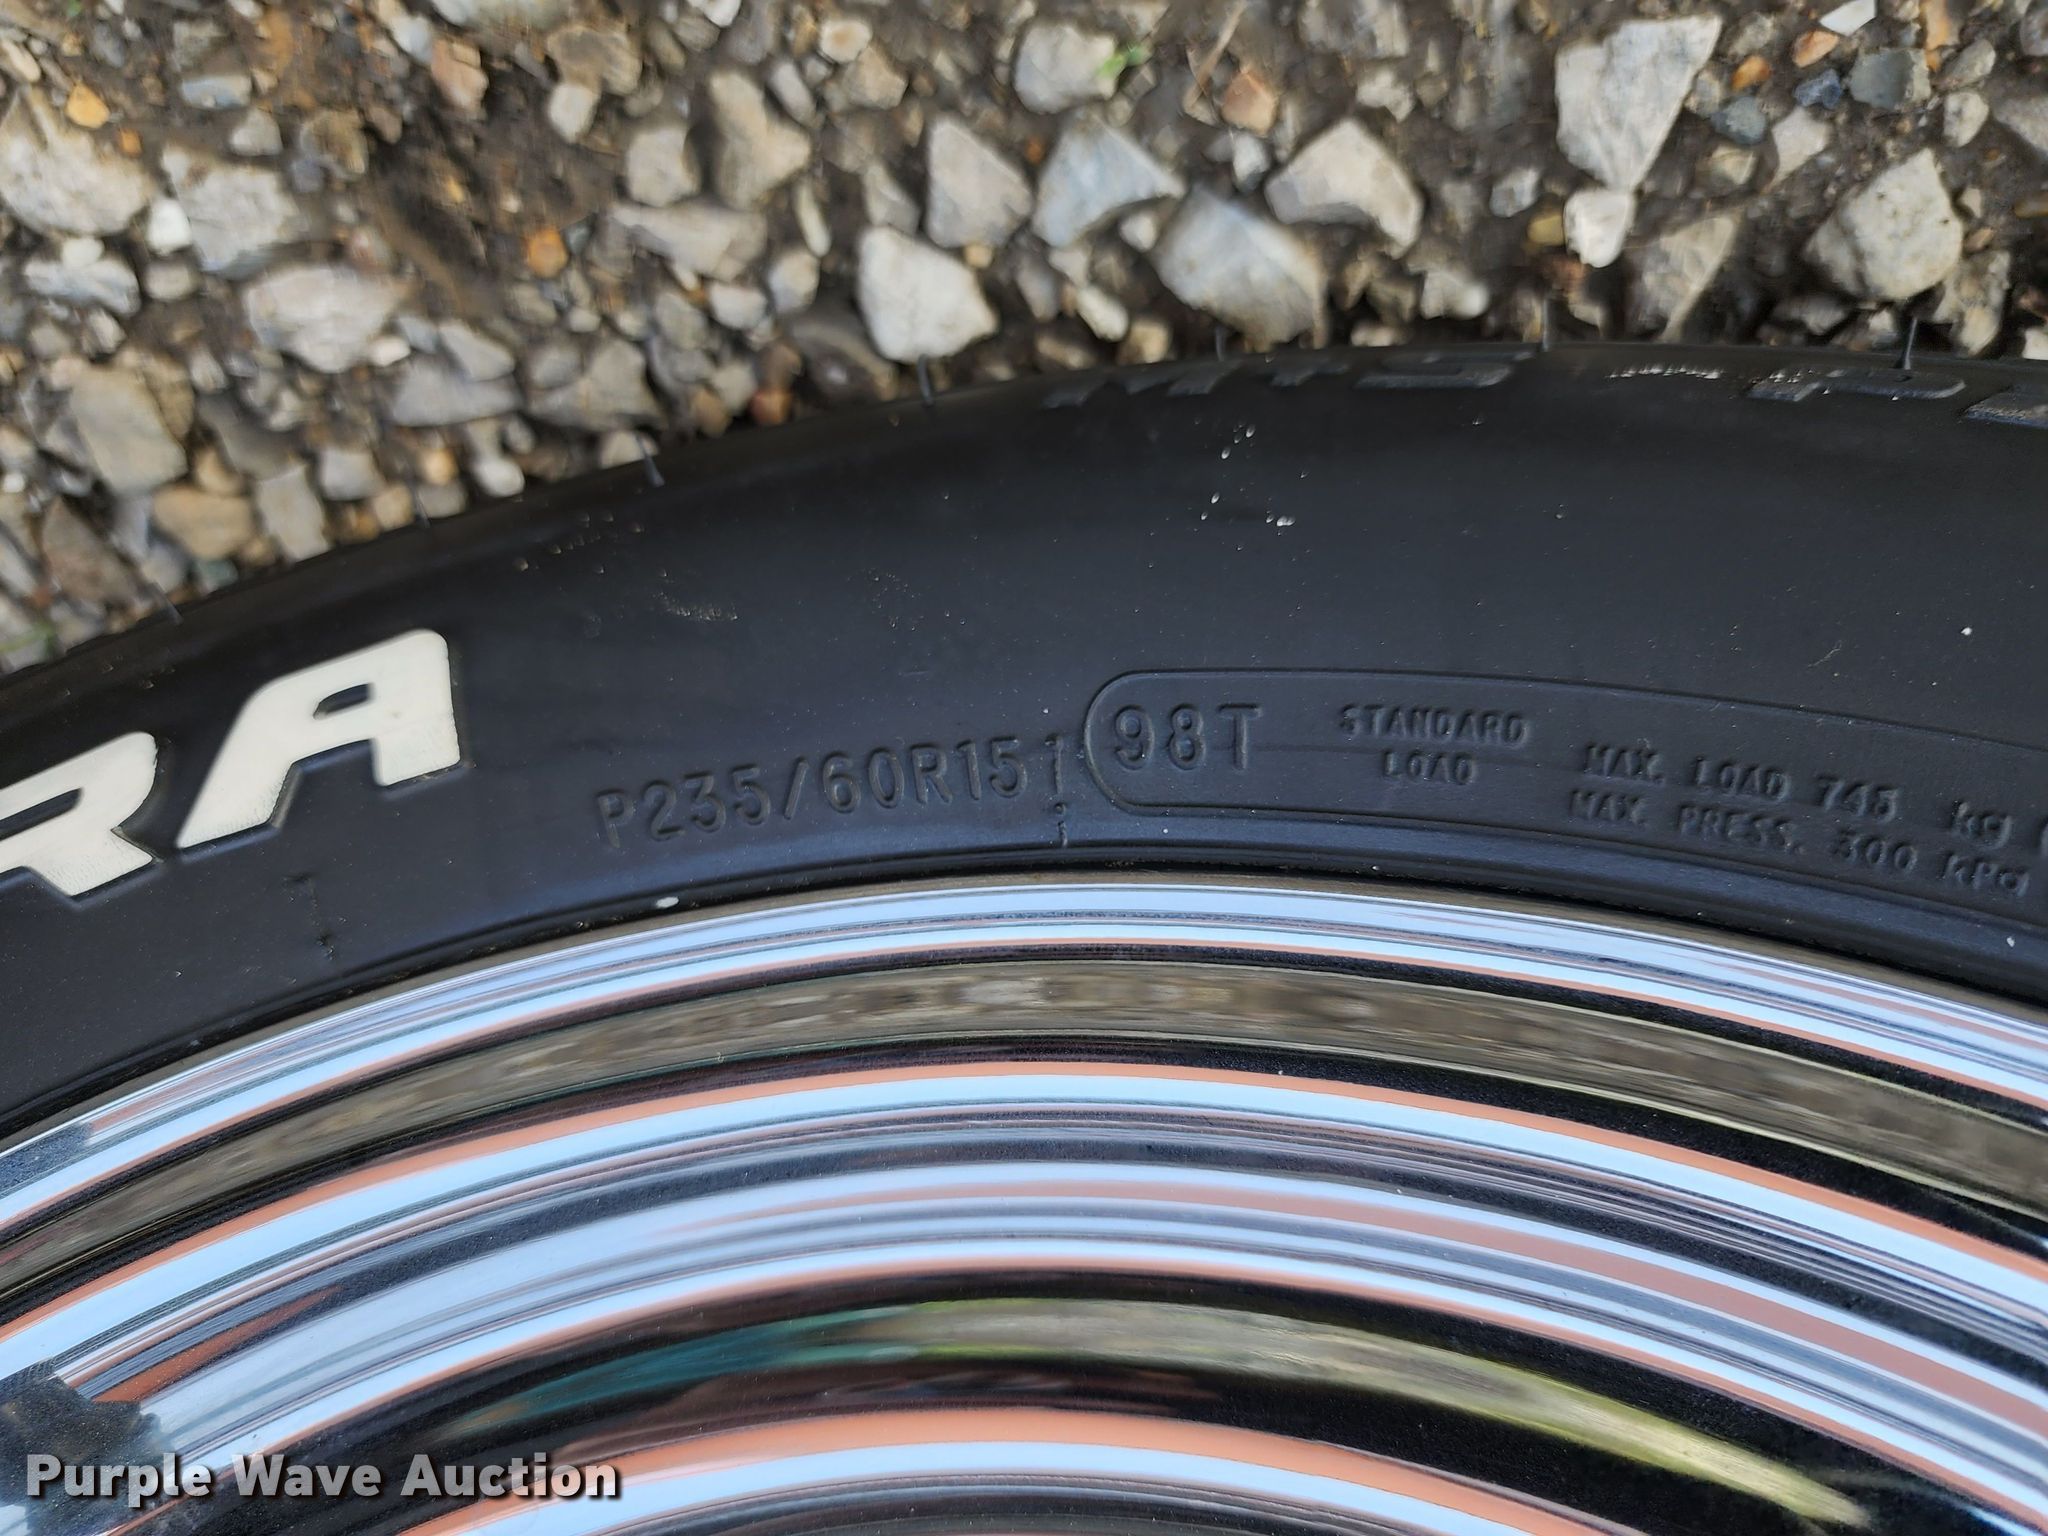 RA
P235/60R15
98T
STANDARD
LOAD
MAX. LOAD 745 kg
MAX. PRESS. 300 kPa
Purple Wave Auction